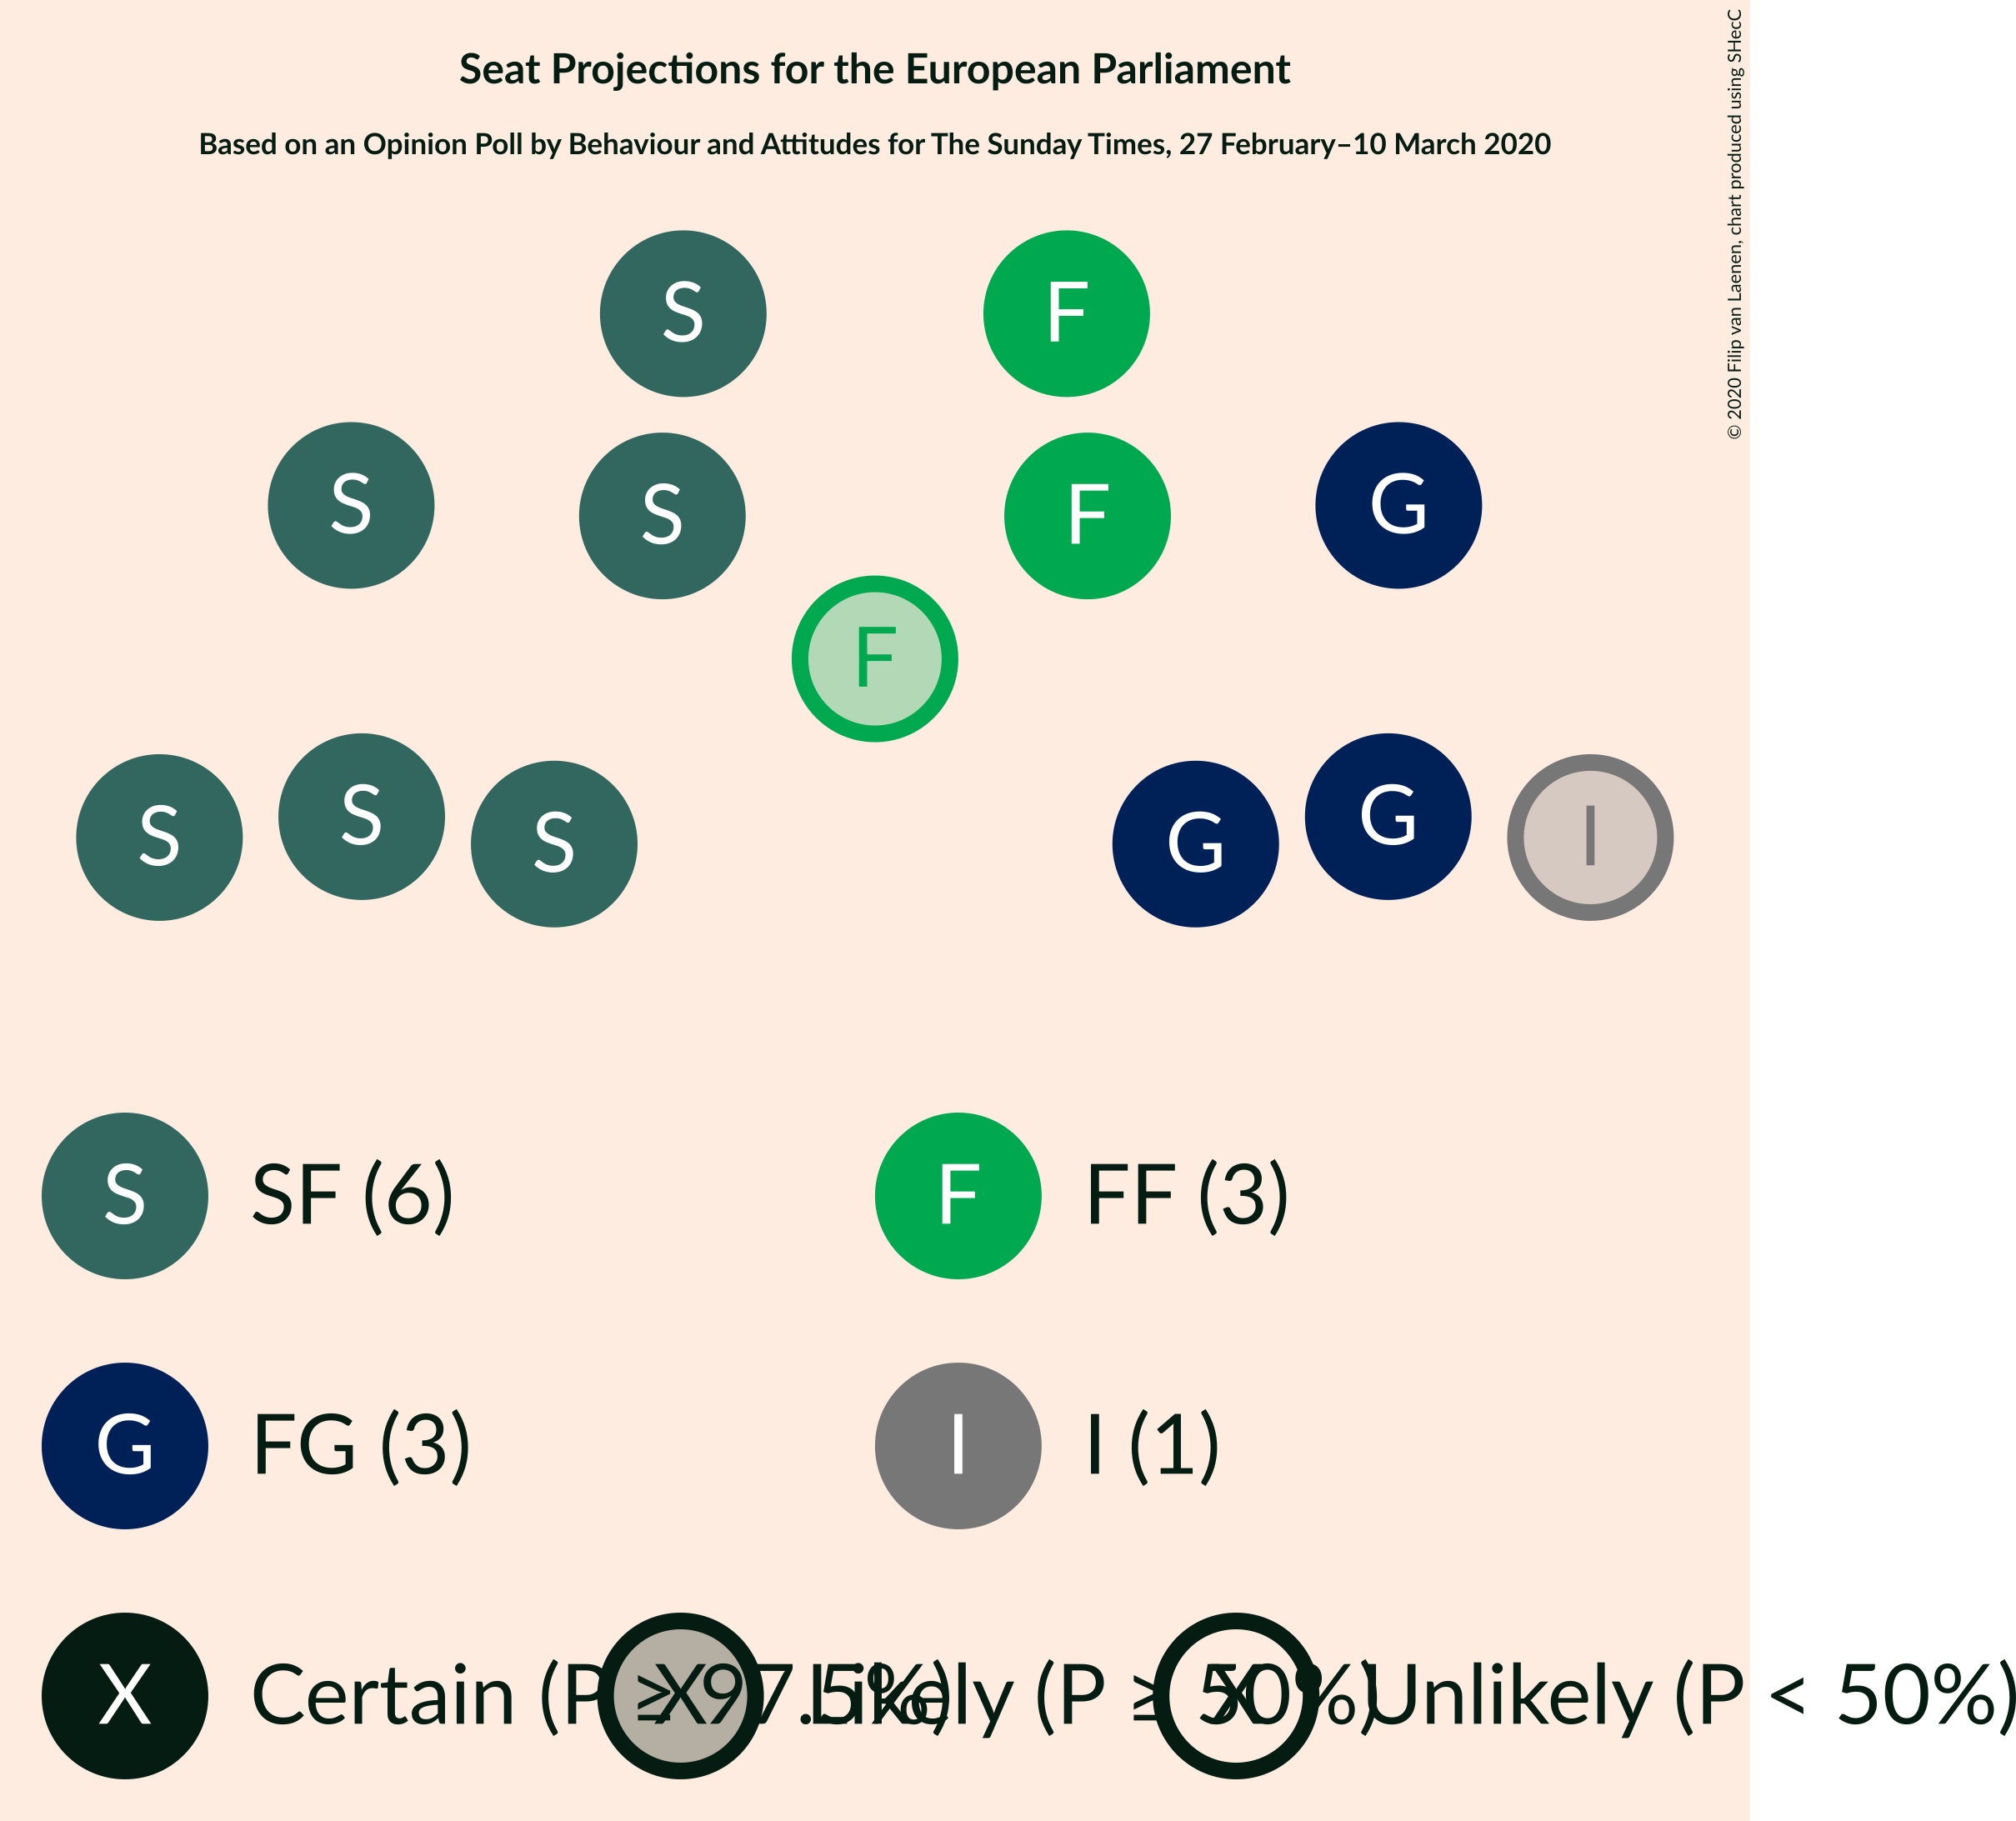 Seat Projections for the European Parliament
Based on an Opinion Poll by Behaviour and Attitudes for The Sunday Times, 27 February–10 March 2020
© 2020 Filip van Laenen, chart produced using SHecC
S F
S S F G
F
S S S G G I
S SF (6) F FF (3)
G FG (3) I I (1)
X Certain (P ≥ 97.5%) X Likely (P ≥ 50%) X Unlikely (P < 50%)